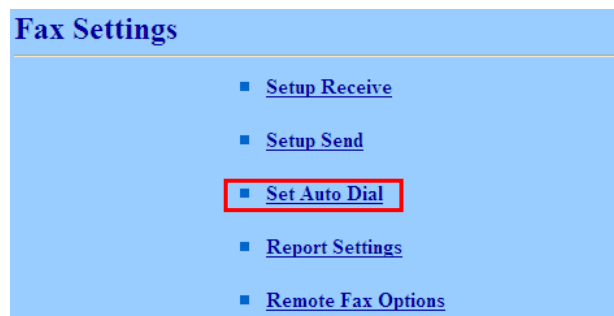 Fax Settings
Setup Receive
Setup Send
Set Auto Dial
Report Settings
Remote Fax Options